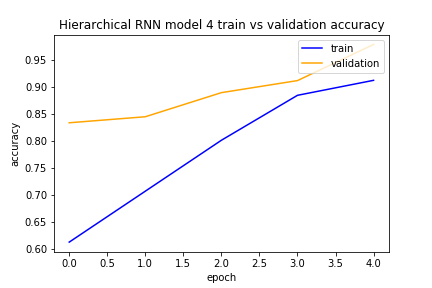 Hierarchical RNN model 4 train vs validation accuracy
train
validation
accuracy
0.95
0.90
0.85
0.80
0.75
0.70
0.65
0.60
0.0 0.5 1.0 1.5 2.0 2.5 3.0 3.5 4.0
epoch